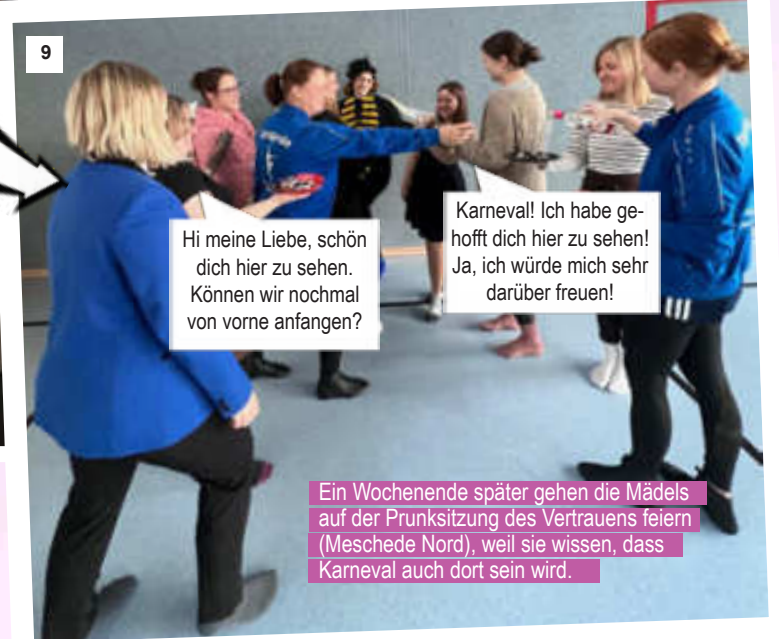 9
Hi meine Liebe, schön
dich hier zu sehen.
Können wir nochmal
von vorne anfangen?
Karneval! Ich habe ge-
hofft dich hier zu sehen!
Ja, ich würde mich sehr
darüber freuen!
Ein Wochenende später gehen die Mädels
auf der Prunksitzung des Vertrauens feiern
(Meschede Nord), weil sie wissen, dass
Karneval auch dort sein wird.